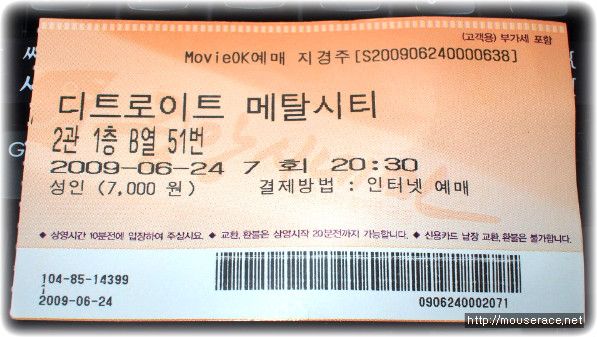 (고객용) 부가세 포함
MovieOK예매 지경주[S200906240000638]
디트로이트 메탈시티
2관 1층 B열 51번
2009-06-24 7 회 20:30
성인 (7,000 원) 결제방법 : 인터넷 예매
◆ 상영시간 10분전에 입장하여 주십시요. ◆ 교환, 환불은 상영시작 20분전까지 가능합니다. ◆ 신용카드 낱장 교환,환불은 불가합니다.
104-85-14399
1
2009-06-24
0906240002071
http://mouserace.net